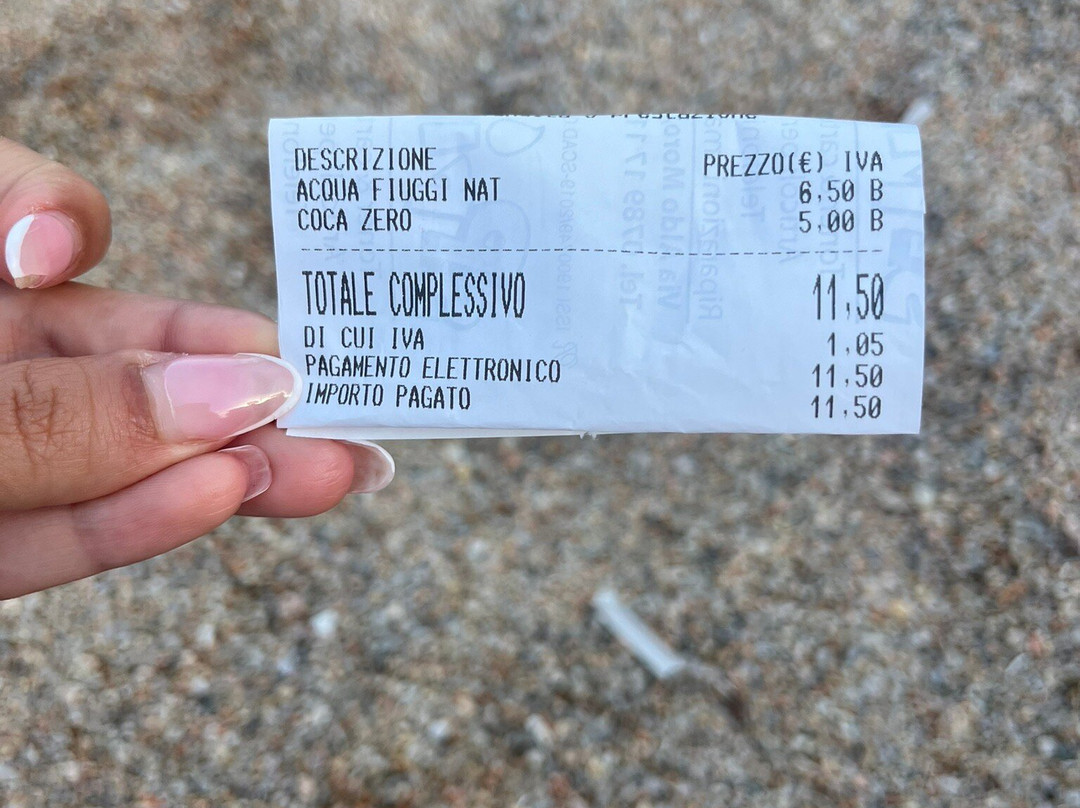 DESCRIZIONE PREZZO(€) IVA
ACQUA FIUGGI NAT 6,50 B
COCA ZERO 5,00 B
TOTALE COMPLESSIVO 11,50
DI CUI IVA 1,05
PAGAMENTO ELETTRONICO 11,50
IMPORTO PAGATO 11,50